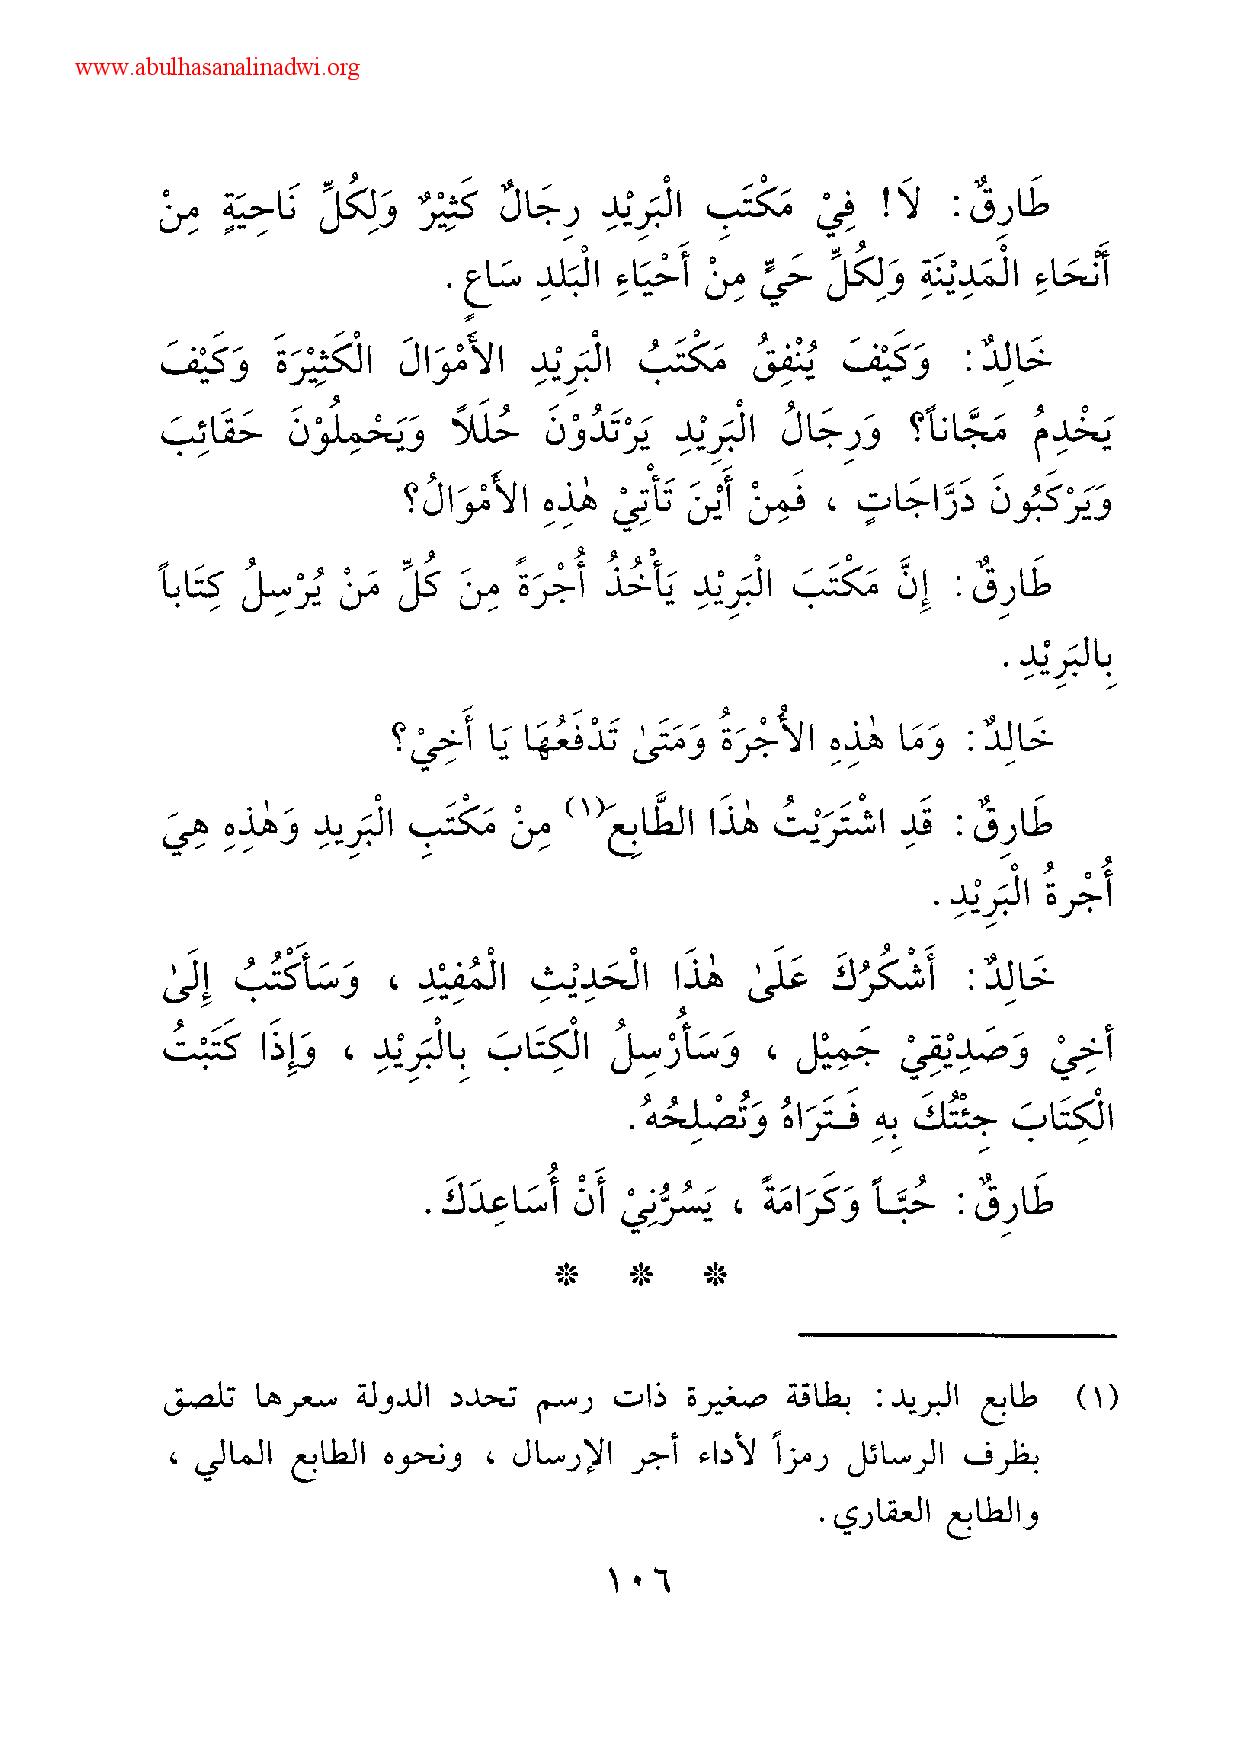 www.abulhasanalinadwi.org
طَارِقٌ : لَا! فِيْ مَكْتَبِ الْبَرِيْدِ رِجَالٌ كَثِيْرٌ وَلِكُلِّ نَاحِيَةٍ مِنْ
أَنْحَاءِ الْمَدِيْنَةِ وَلِكُلِّ حَيٍّ مِنْ أَحْيَاءِ الْبَلَدِ سَاعٍ .
خَالِدٌ : وَكَيْفَ يُنْفِقُ مَكْتَبُ الْبَرِيْدِ الأَمْوَالَ الْكَثِيْرَةَ وَكَيْفَ
يَخْدِمُ مَجَّاناً؟ وَرِجَالُ الْبَرِيْدِ يَرْتَدُوْنَ حُلَلاً وَيَحْمِلُوْنَ حَقَائِبَ
وَيَرْكَبُونَ دَرَّاجَاتٍ ، فَمِنْ أَيْنَ تَأْتِيْ هٰذِهِ الأَمْوَالُ؟
طَارِقٌ : إِنَّ مَكْتَبَ الْبَرِيْدِ يَأْخُذُ أُجْرَةً مِنَ كُلِّ مَنْ يُرْسِلُ كِتَاباً
بِالبَرِيْدِ .
خَالِدٌ : وَمَا هٰذِهِ الأُجْرَةُ وَمَتَىٰ تَدْفَعُهَا يَا أَخِيْ؟
طَارِقٌ : قَدِ اشْتَرَيْتُ هٰذَا الطَّابِعَ(١) مِنْ مَكْتَبِ الْبَرِيدِ وَهٰذِهِ هِيَ
أُجْرةُ الْبَرِيْدِ .
خَالِدٌ : أَشْكُرُكَ عَلَىٰ هٰذَا الْحَدِيْثِ الْمُفِيْدِ ، وَسَأَكْتُبُ إِلَىٰ
أخِيْ وَصَدِيْقِيْ جَمِيْلٍ ، وَسَأُرْسِلُ الْكِتَابَ بِالْبَرِيْدِ ، وَإِذَا كَتَبْتُ
الْكِتَابَ جِئْتُكَ بِهِ فَتَرَاهُ وَتُصْلِحُهُ .
طَارِقٌ : حُبَّاً وَكَرَامَةً ، يَسُرُّنِيْ أَنْ أُسَاعِدَكَ .
* * *
(١) طابع البريد : بطاقة صغيرة ذات رسم تحدد الدولة سعرها تلصق
بظرف الرسائل رمزاً لأداء أجر الإرسال ، ونحوه الطابع المالي ،
والطابع العقاري .
١٠٦